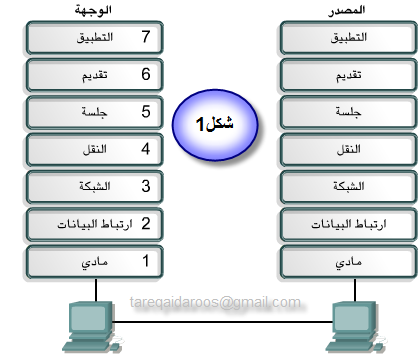 المصدر
الوجهة
التطبيق
7 التطبيق
تقديم
6 تقديم
جلسة
5 جلسة
شكل1
النقل
4 النقل
الشبكة
3 الشبكة
ارتباط البيانات
2 ارتباط البيانات
مادي
1 مادي
tareqaidaroos@gmail.com